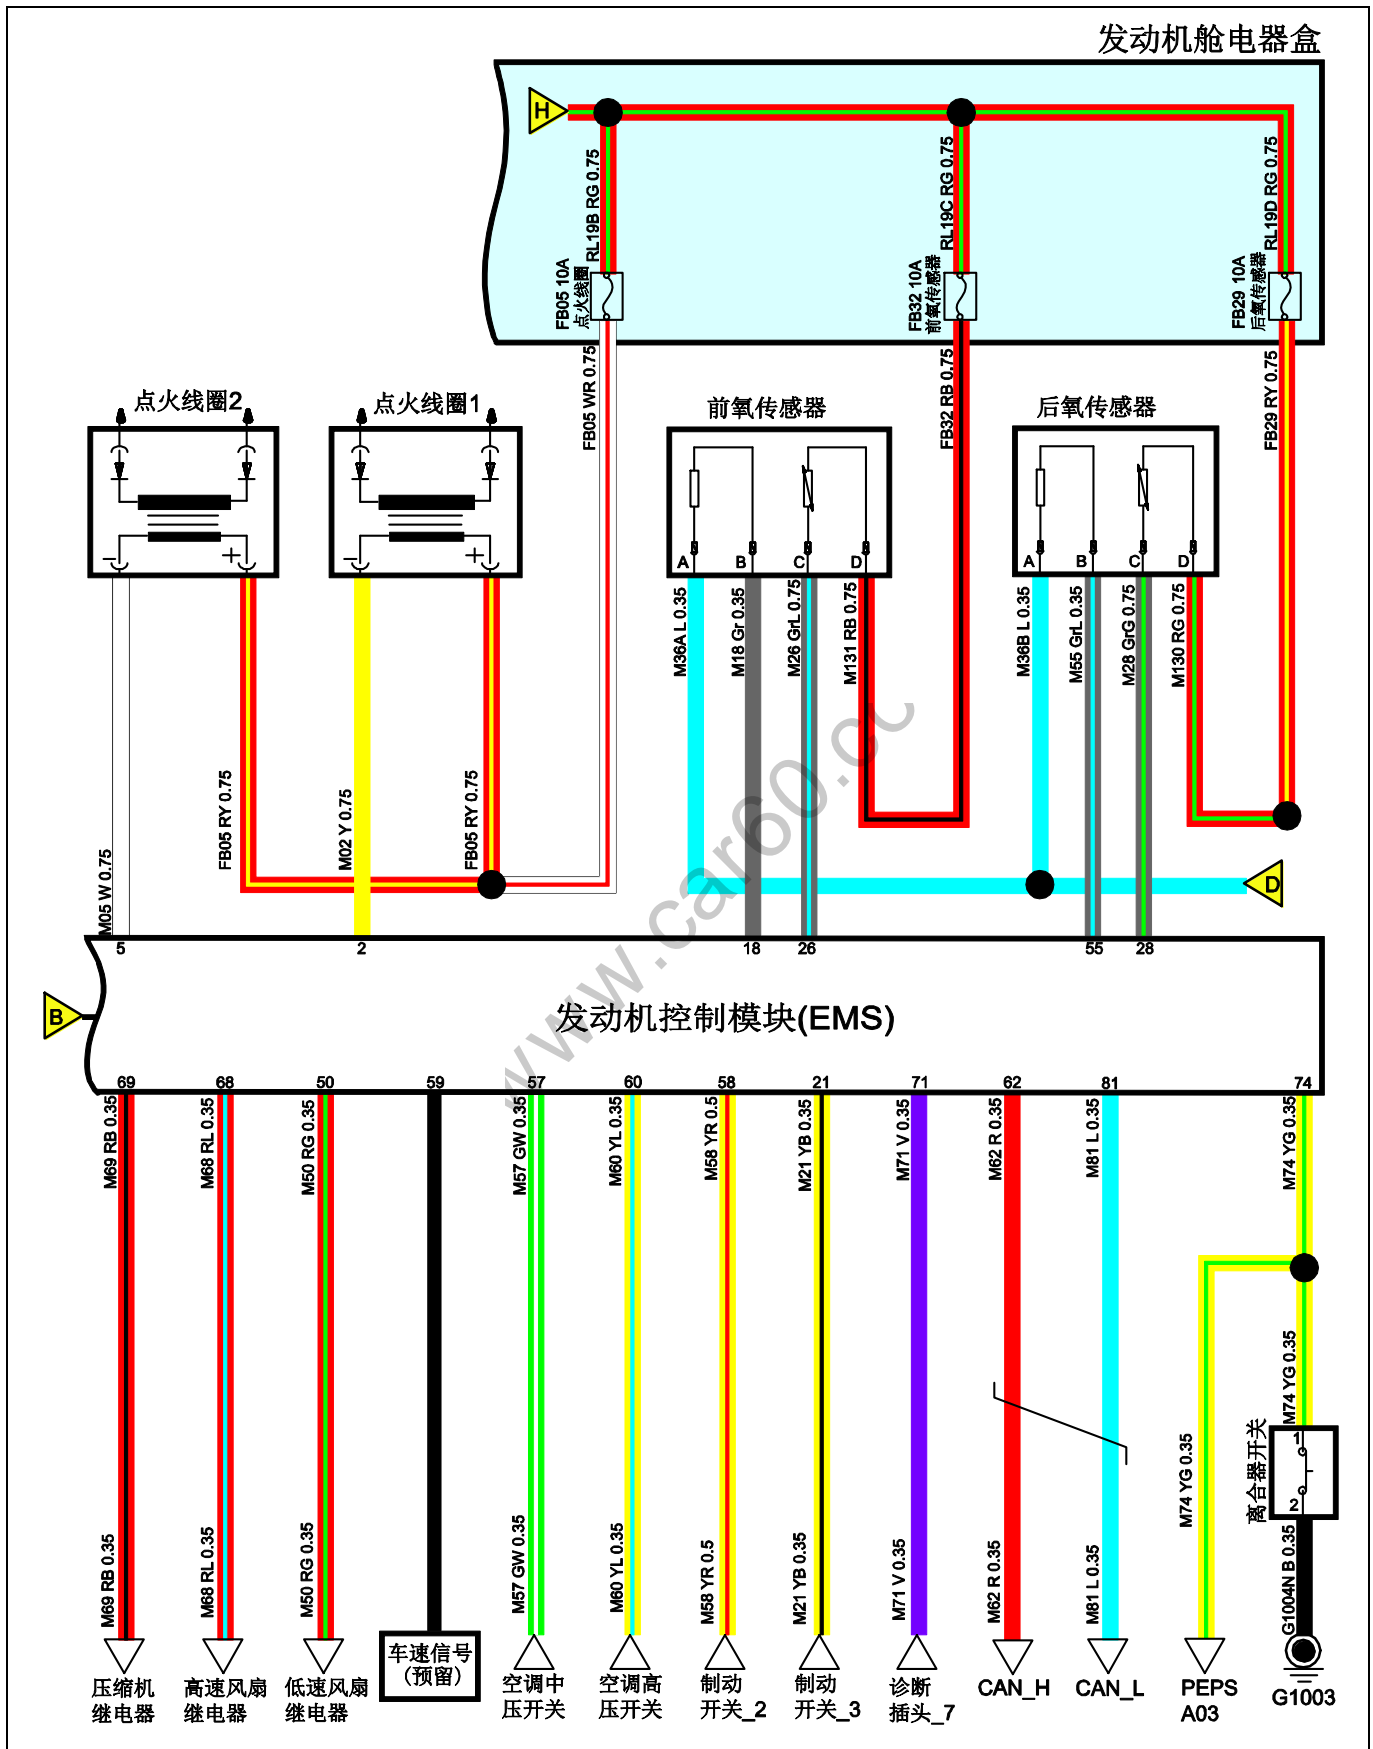 发动机舱电器盒
H
RL19B RG 0.75
RL19C RG 0.75
RL19D RG 0.75
FB05 10A
点火线圈
FB32 10A
前氧传感器
FB29 10A
后氧传感器
FB05 WR 0.75
FB32 RB 0.75
FB29 RY 0.75
点火线圈2
点火线圈1
前氧传感器
后氧传感器
− +
− +
A B C D
A B C D
M36A L 0.35
M18 Gr 0.35
M26 GrL 0.75
M131 RB 0.75
M36B L 0.35
M55 GrL 0.35
M28 GrG 0.75
M130 RG 0.75
M05 W 0.75
FB05 RY 0.75
M02 Y 0.75
FB05 RY 0.75
D
www.car60.cc
5 2 18 26 55 28
B
发动机控制模块(EMS)
69 68 50 59 57 60 58 21 71 62 81 74
M69 RB 0.35
M68 RL 0.35
M50 RG 0.35
M57 GW 0.35
M60 YL 0.35
M58 YR 0.5
M21 YB 0.35
M71 V 0.35
M62 R 0.35
M81 L 0.35
M74 YG 0.35
M74 YG 0.35
离合器开关
1
2
M69 RB 0.35
M68 RL 0.35
M50 RG 0.35
M57 GW 0.35
M60 YL 0.35
M58 YR 0.5
M21 YB 0.35
M71 V 0.35
M62 R 0.35
M81 L 0.35
M74 YG 0.35
G1004N B 0.35
压缩机
继电器
高速风扇
继电器
低速风扇
继电器
车速信号
(预留)
空调中
压开关
空调高
压开关
制动
开关_2
制动
开关_3
诊断
插头_7
CAN_H
CAN_L
PEPS
A03
G1003